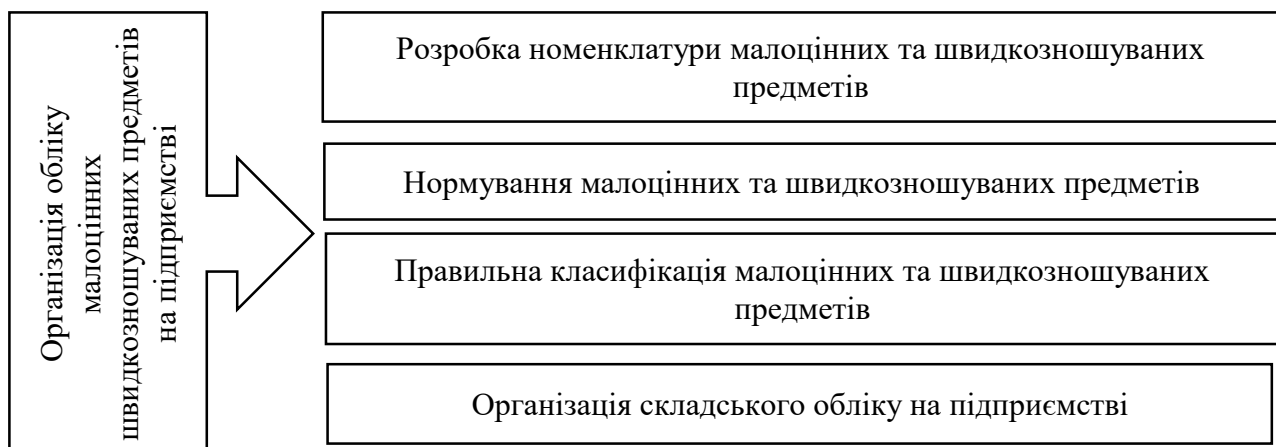 Організація обліку
малоцінних
швидкозношуваних предметів
на підприємстві
Розробка номенклатури малоцінних та швидкозношуваних
предметів
Нормування малоцінних та швидкозношуваних предметів
Правильна класифікація малоцінних та швидкозношуваних
предметів
Організація складського обліку на підприємстві